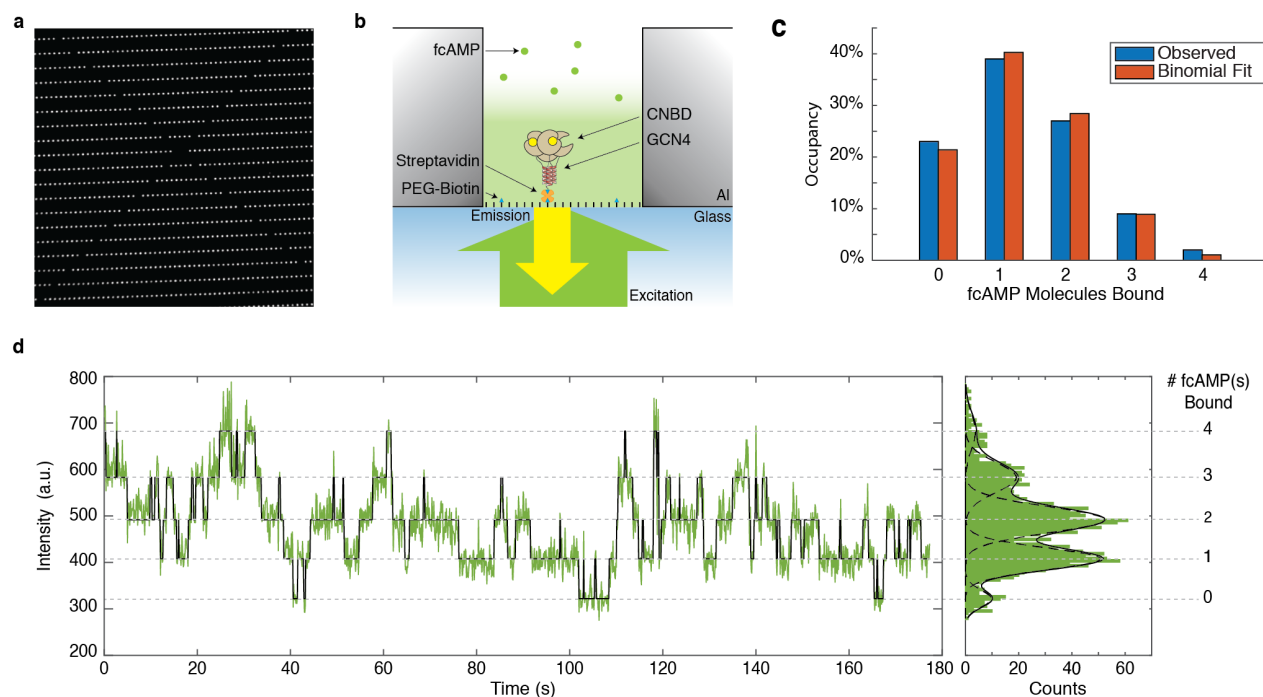 a
b
fcAMP
CNBD
GCN4
Streptavidin
PEG-Biotin
Al
Emission
Glass
Excitation
c
Observed
Binomial Fit
40%
30%
20%
10%
0%
Occupancy
0 1 2 3 4
fcAMP Molecules Bound
d
800
700
600
500
400
300
200
Intensity (a.u.)
0 20 40 60 80 100 120 140 160 180
Time (s)
# fcAMP(s)
Bound
4
3
2
1
0
0 20 40 60
Counts